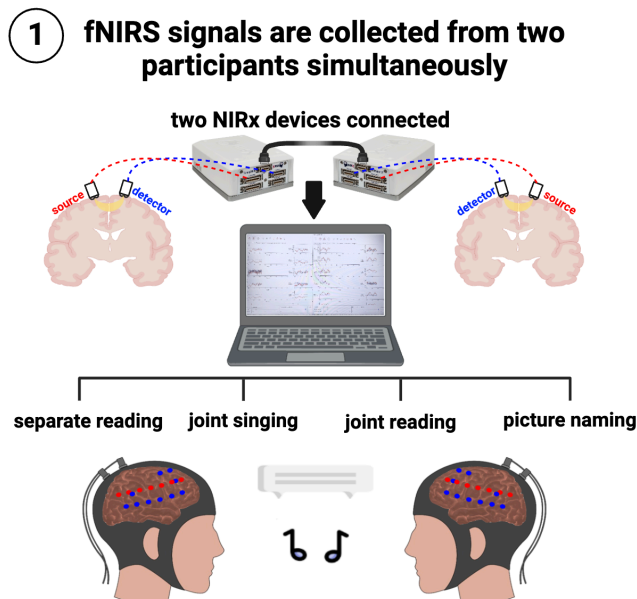 1
fNIRS signals are collected from two
participants simultaneously
two NIRx devices connected
source
detector
detector
source
separate reading
joint singing
joint reading
picture naming